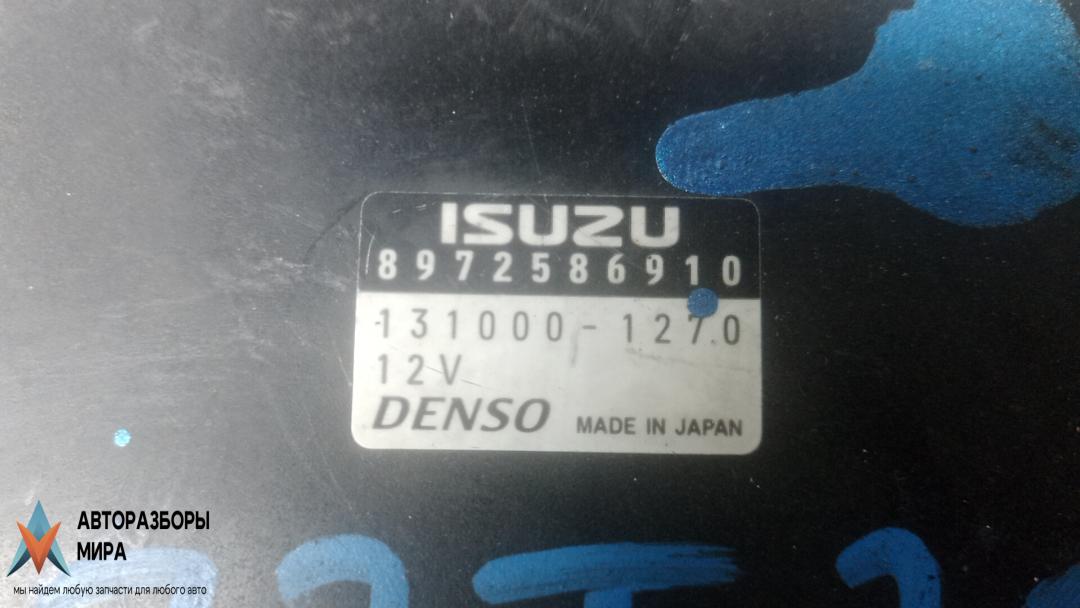 ISUZU
8972586910
131000-1270
12V
DENSO MADE IN JAPAN
АВТОРАЗБОРЫ
МИРА
мы найдем любую запчасти для любого авто